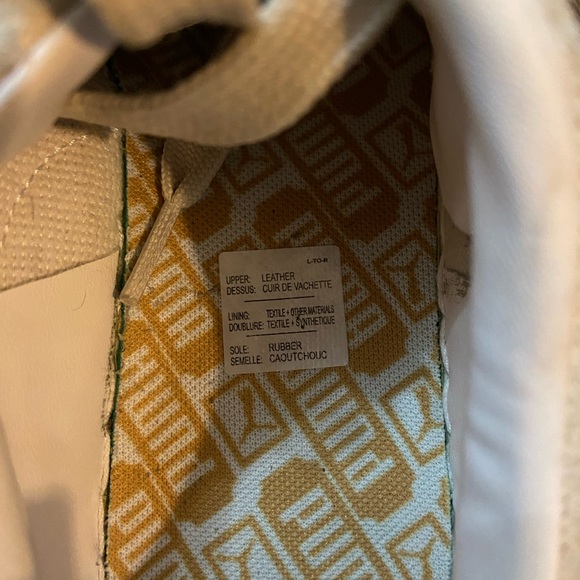 L-TO-R
UPPER: LEATHER
DESSUS: CUIR DE VACHETTE
LINING: TEXTILE + OTHER MATERIALS
DOUBLURE: TEXTILE + SYNTHETIQUE
SOLE: RUBBER
SEMELLE: CAOUTCHOUC
PUMA
PUMA
PUMA
PUMA
PUMA